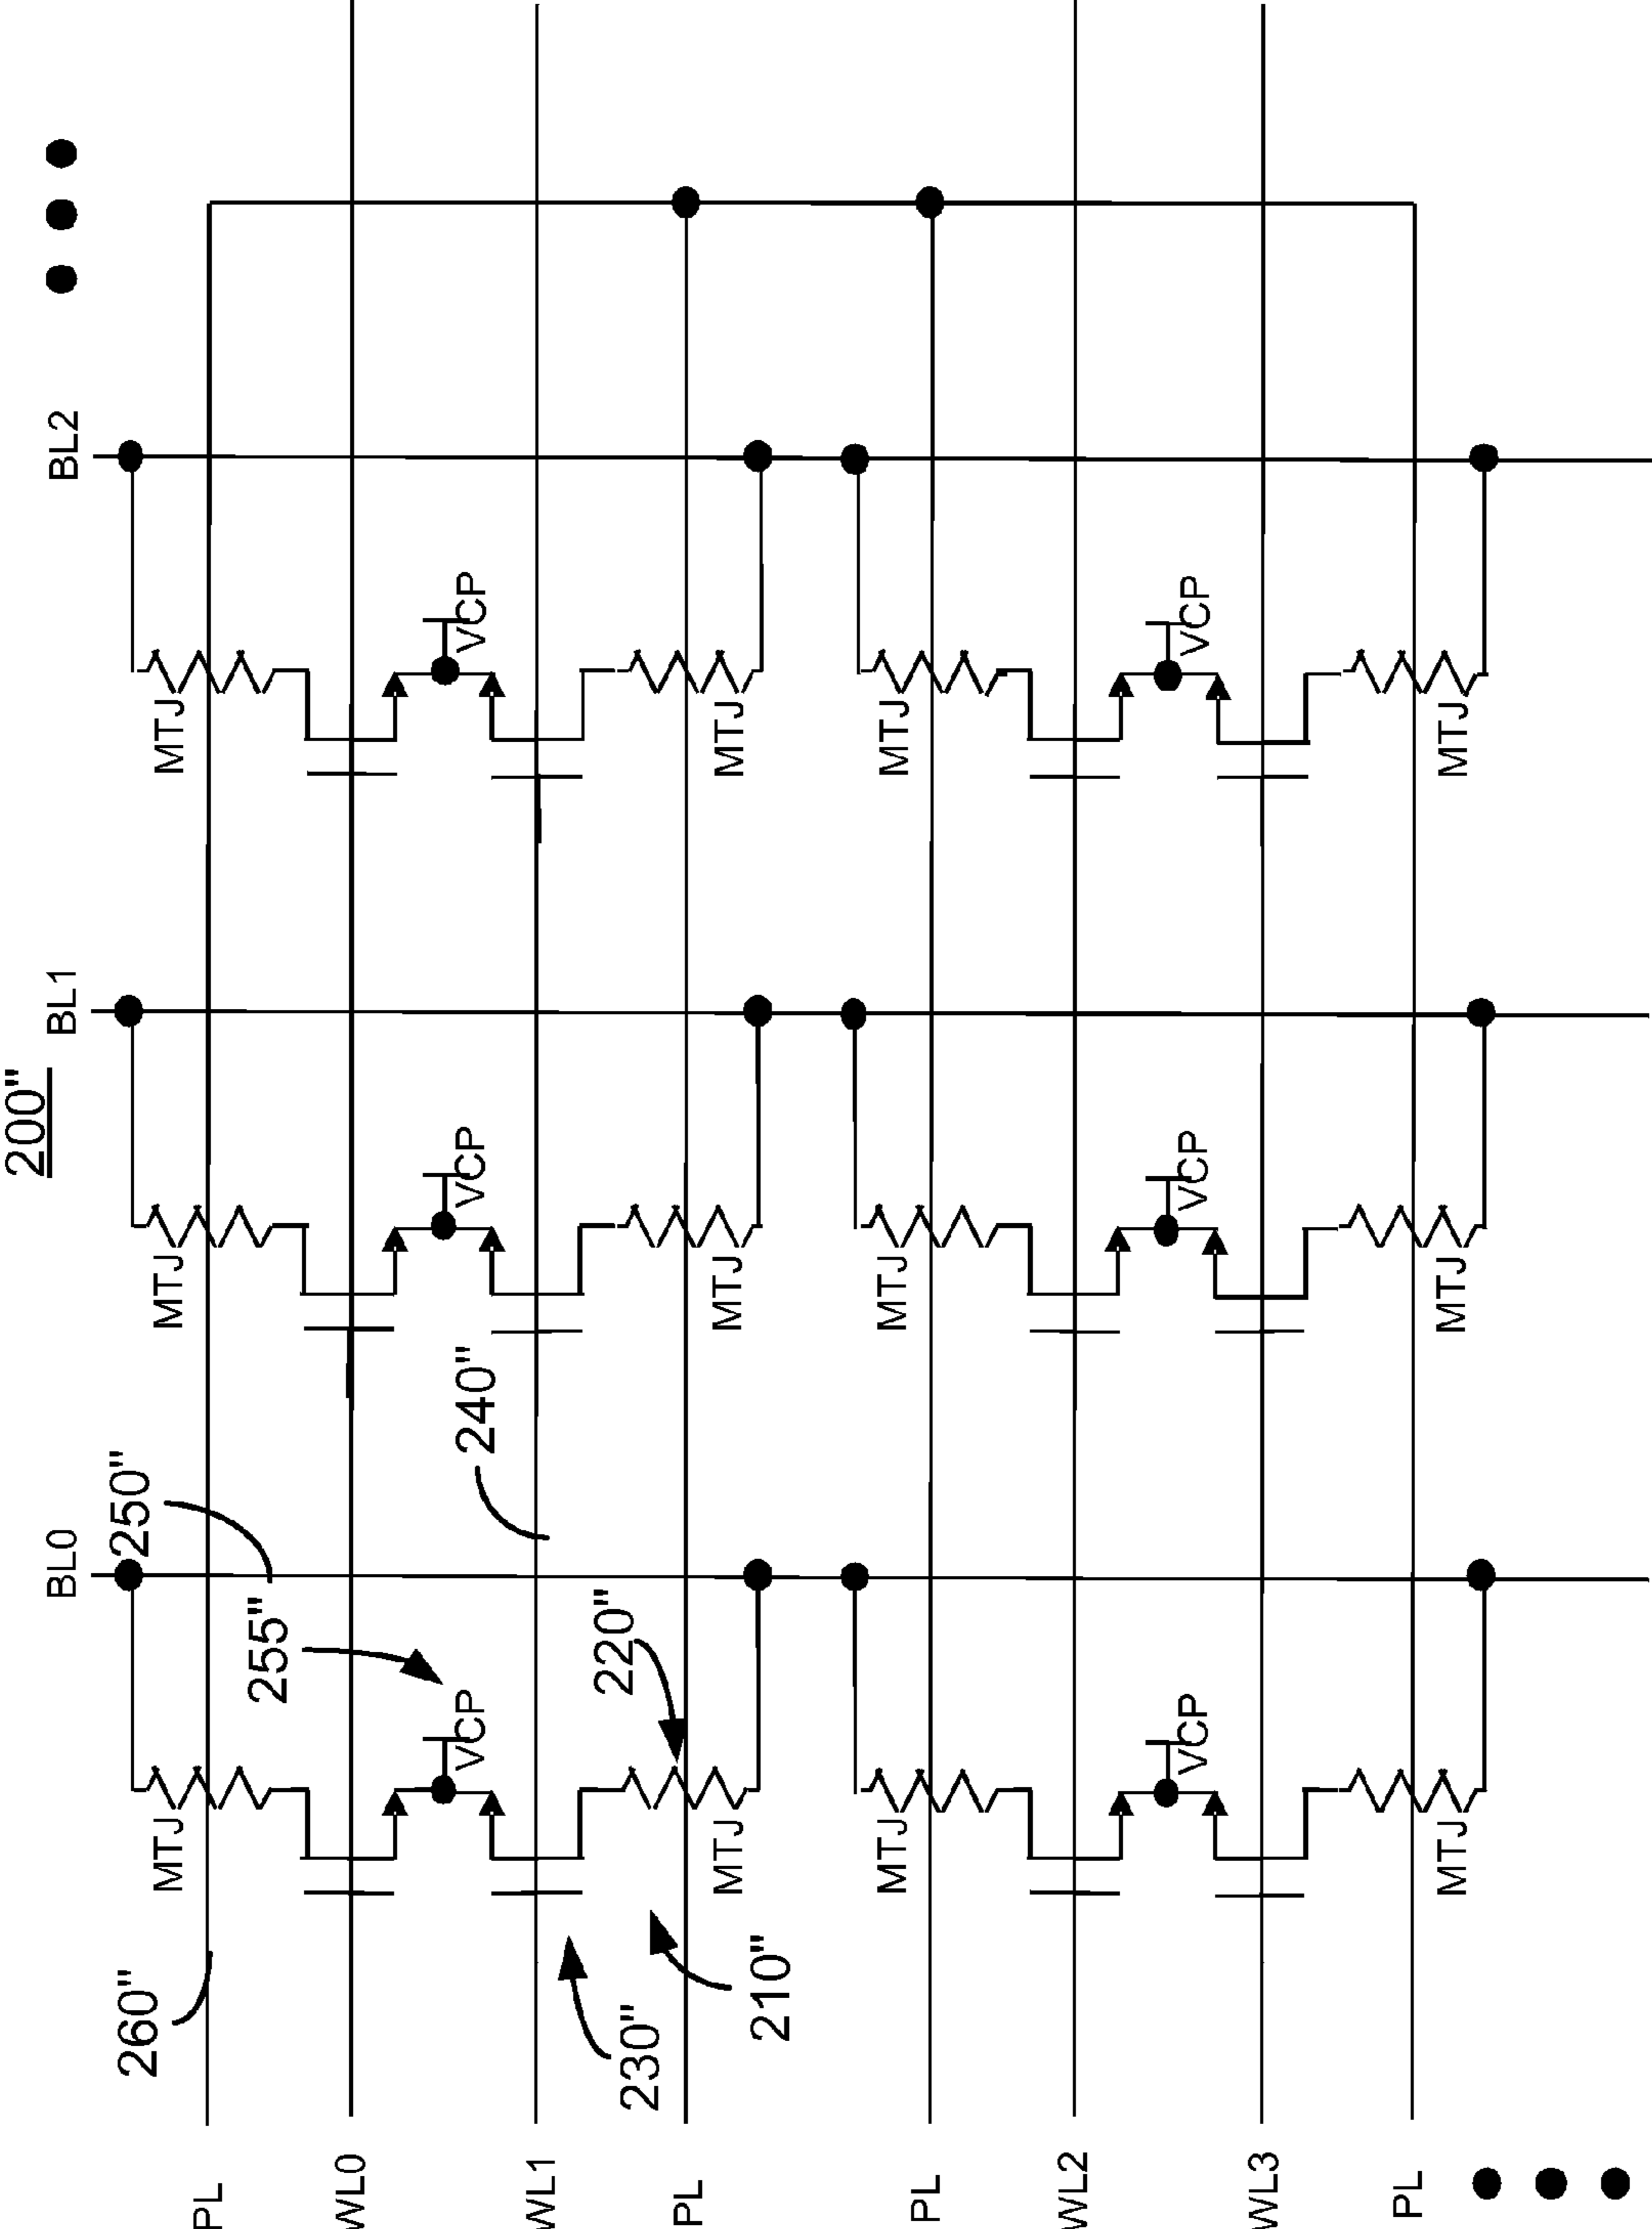 200"
BL0
BL1
BL2
260"
250"
MTJ
MTJ
MTJ
PL
255"
WL0
VCP
240"
VCP
VCP
WL1
220"
230"
PL
MTJ
MTJ
MTJ
210"
MTJ
MTJ
MTJ
PL
WL2
VCP
VCP
VCP
WL3
PL
MTJ
MTJ
MTJ